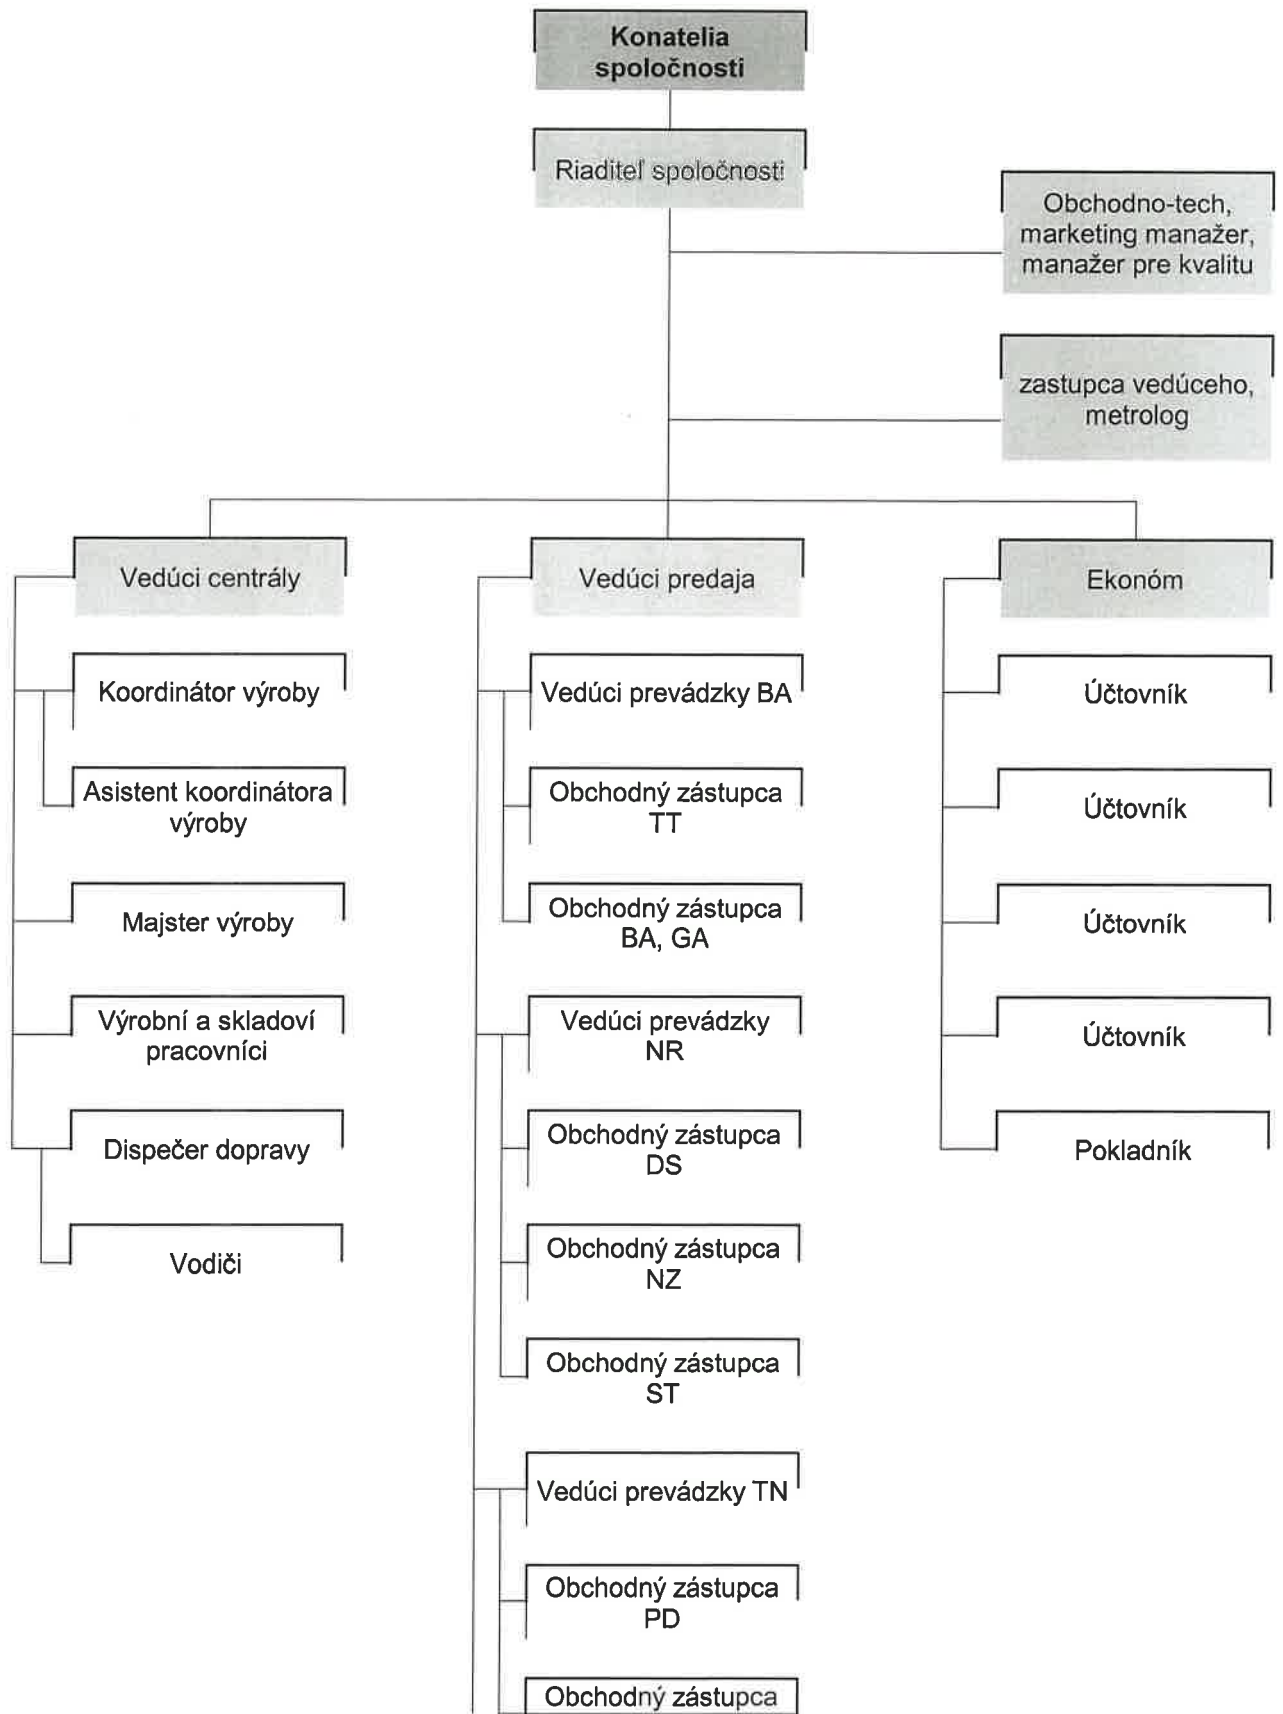 Konatelia
spoločnosti
Riaditeľ spoločnosti
Obchodno-tech,
marketing manažer,
manažer pre kvalitu
zastupca vedúceho,
metrolog
Vedúci centrály
Koordinátor výroby
Asistent koordinátora
výroby
Majster výroby
Výrobní a skladoví
pracovníci
Dispečer dopravy
Vodiči
Vedúci predaja
Vedúci prevádzky BA
Obchodný zástupca
TT
Obchodný zástupca
BA, GA
Vedúci prevádzky
NR
Obchodný zástupca
DS
Obchodný zástupca
NZ
Obchodný zástupca
ST
Vedúci prevádzky TN
Obchodný zástupca
PD
Obchodný zástupca
Ekonóm
Účtovník
Účtovník
Účtovník
Účtovník
Pokladník